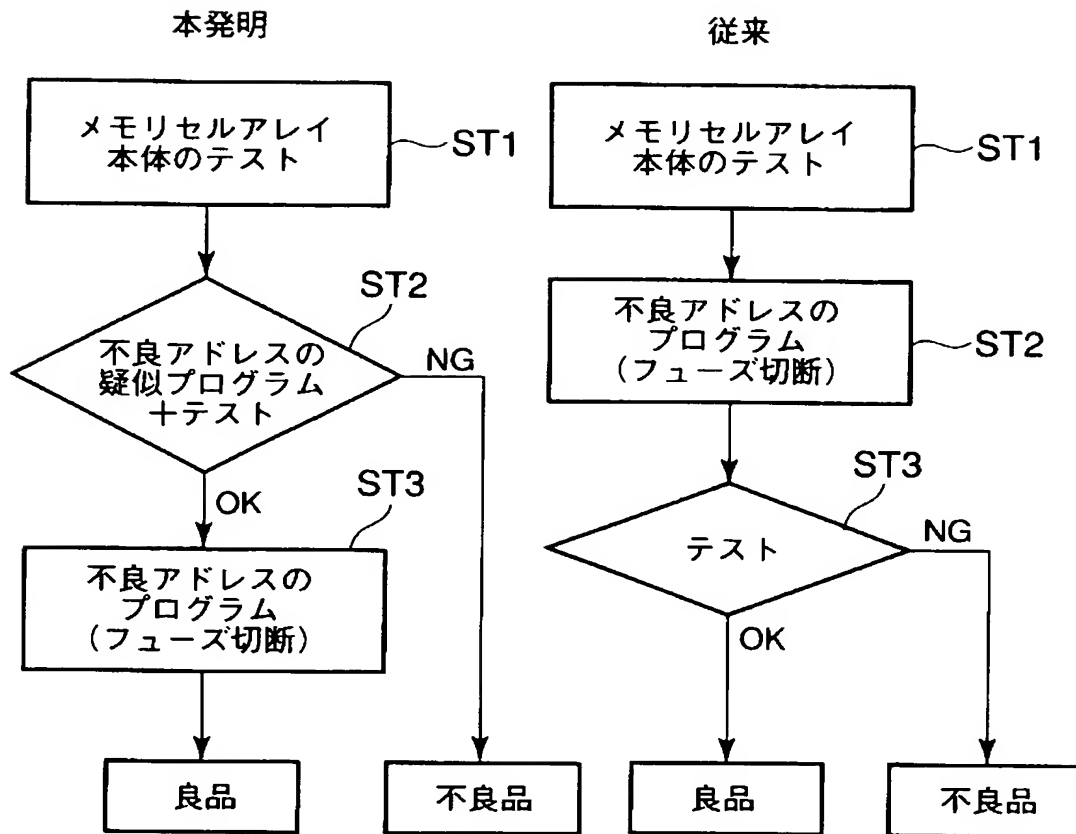 本発明
メモリセルアレイ
本体のテスト
ST1
ST2
不良アドレスの
疑似プログラム
+テスト
NG
OK
ST3
不良アドレスの
プログラム
(フューズ切断)
良品
不良品
従来
メモリセルアレイ
本体のテスト
ST1
不良アドレスの
プログラム
(フューズ切断)
ST2
ST3
テスト
NG
OK
良品
不良品